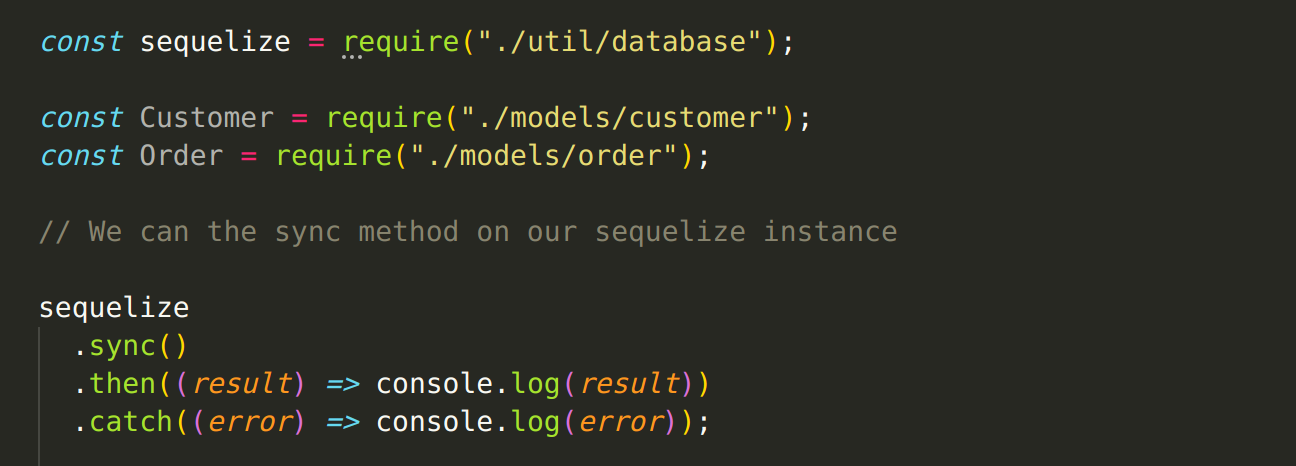 const sequelize = require("./util/database");
const Customer = require("./models/customer");
const Order = require("./models/order");
// We can the sync method on our sequelize instance
sequelize
.sync()
.then((result) => console.log(result))
.catch((error) => console.log(error));